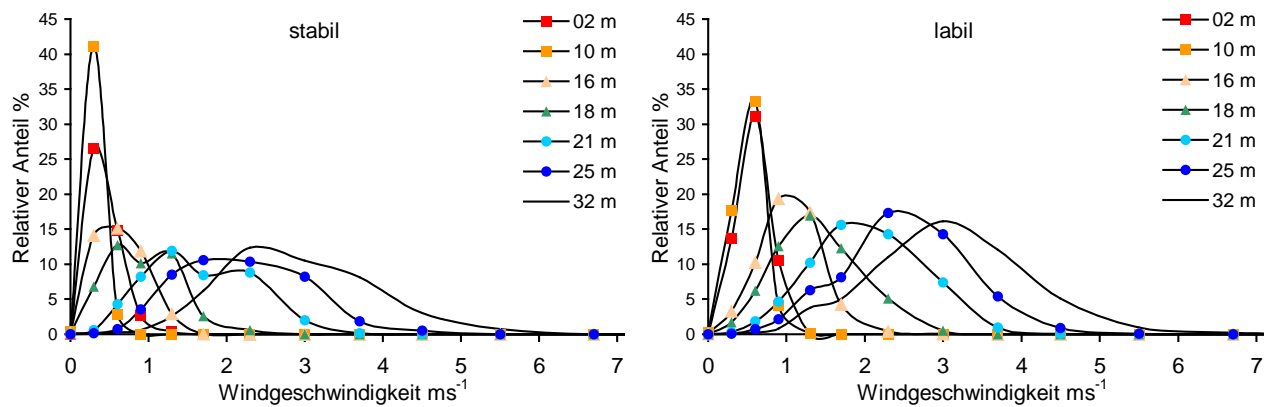 45
40
35
30
25
20
15
10
5
0
Relativer Anteil %
stabil
02 m
10 m
16 m
18 m
21 m
25 m
32 m
0 1 2 3 4 5 6 7
Windgeschwindigkeit ms⁻¹
45
40
35
30
25
20
15
10
5
0
Relativer Anteil %
labil
02 m
10 m
16 m
18 m
21 m
25 m
32 m
0 1 2 3 4 5 6 7
Windgeschwindigkeit ms⁻¹